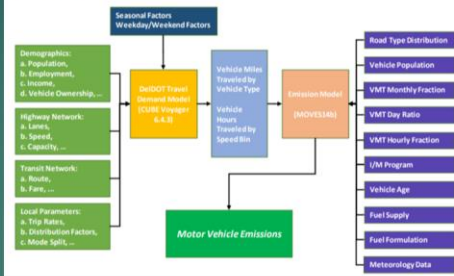 Seasonal Factors
Weekday/Weekend Factors
Demographics:
a. Population,
b. Employment,
c. Income,
d. Vehicle Ownership, ...
Highway Network:
a. Lanes,
b. Speed,
c. Capacity, ...
Transit Network:
a. Route,
b. Fare, ...
Local Parameters:
a. Trip Rates,
b. Distribution Factors,
c. Mode Split, ...
DelDOT Travel
Demand Model
(CUBE Voyager
6.4.3)
Vehicle Miles
Traveled by
Vehicle Type
Vehicle
Hours
Traveled by
Speed Bin
Emission Model
(MOVES14b)
Motor Vehicle Emissions
Road Type Distribution
Vehicle Population
VMT Monthly Fraction
VMT Day Ratio
VMT Hourly Fraction
I/M Program
Vehicle Age
Fuel Supply
Fuel Formulation
Meteorology Data